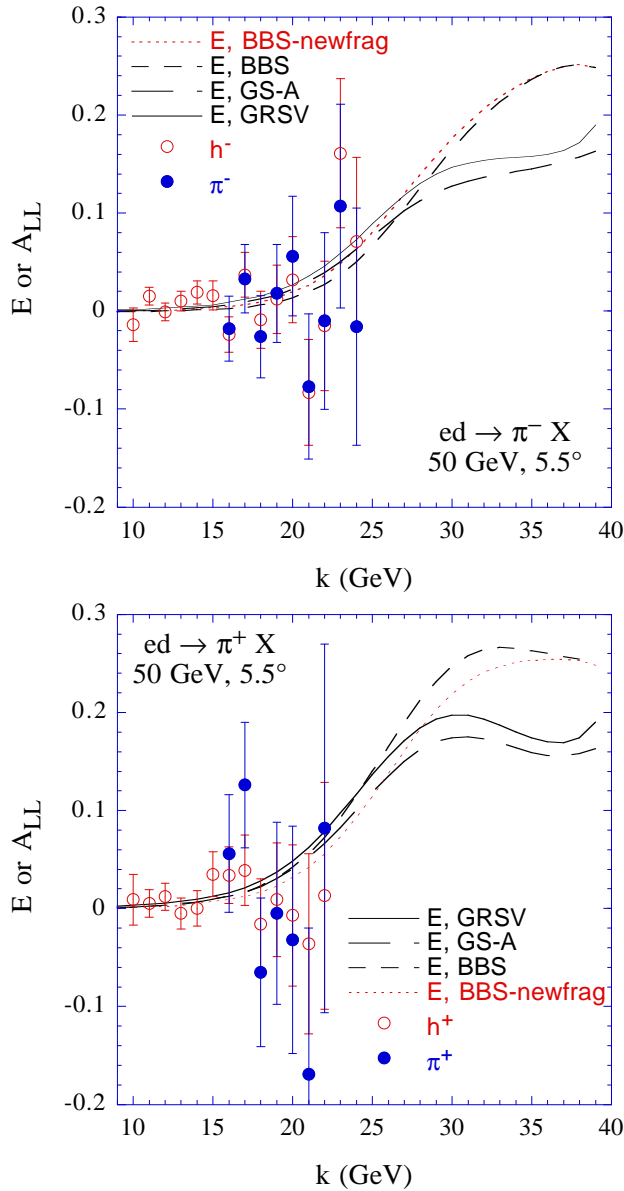 0.3
E, BBS-newfrag
E, BBS
E, GS-A
E, GRSV
0.2
h⁻
π⁻
0.1
0
-0.1
ed → π⁻ X
50 GeV, 5.5°
-0.2
10 15 20 25 30 35 40
k (GeV)
E or A_LL
0.3
ed → π⁺ X
50 GeV, 5.5°
0.2
0.1
0
E, GRSV
E, GS-A
E, BBS
E, BBS-newfrag
-0.1
h⁺
π⁺
-0.2
10 15 20 25 30 35 40
k (GeV)
E or A_LL